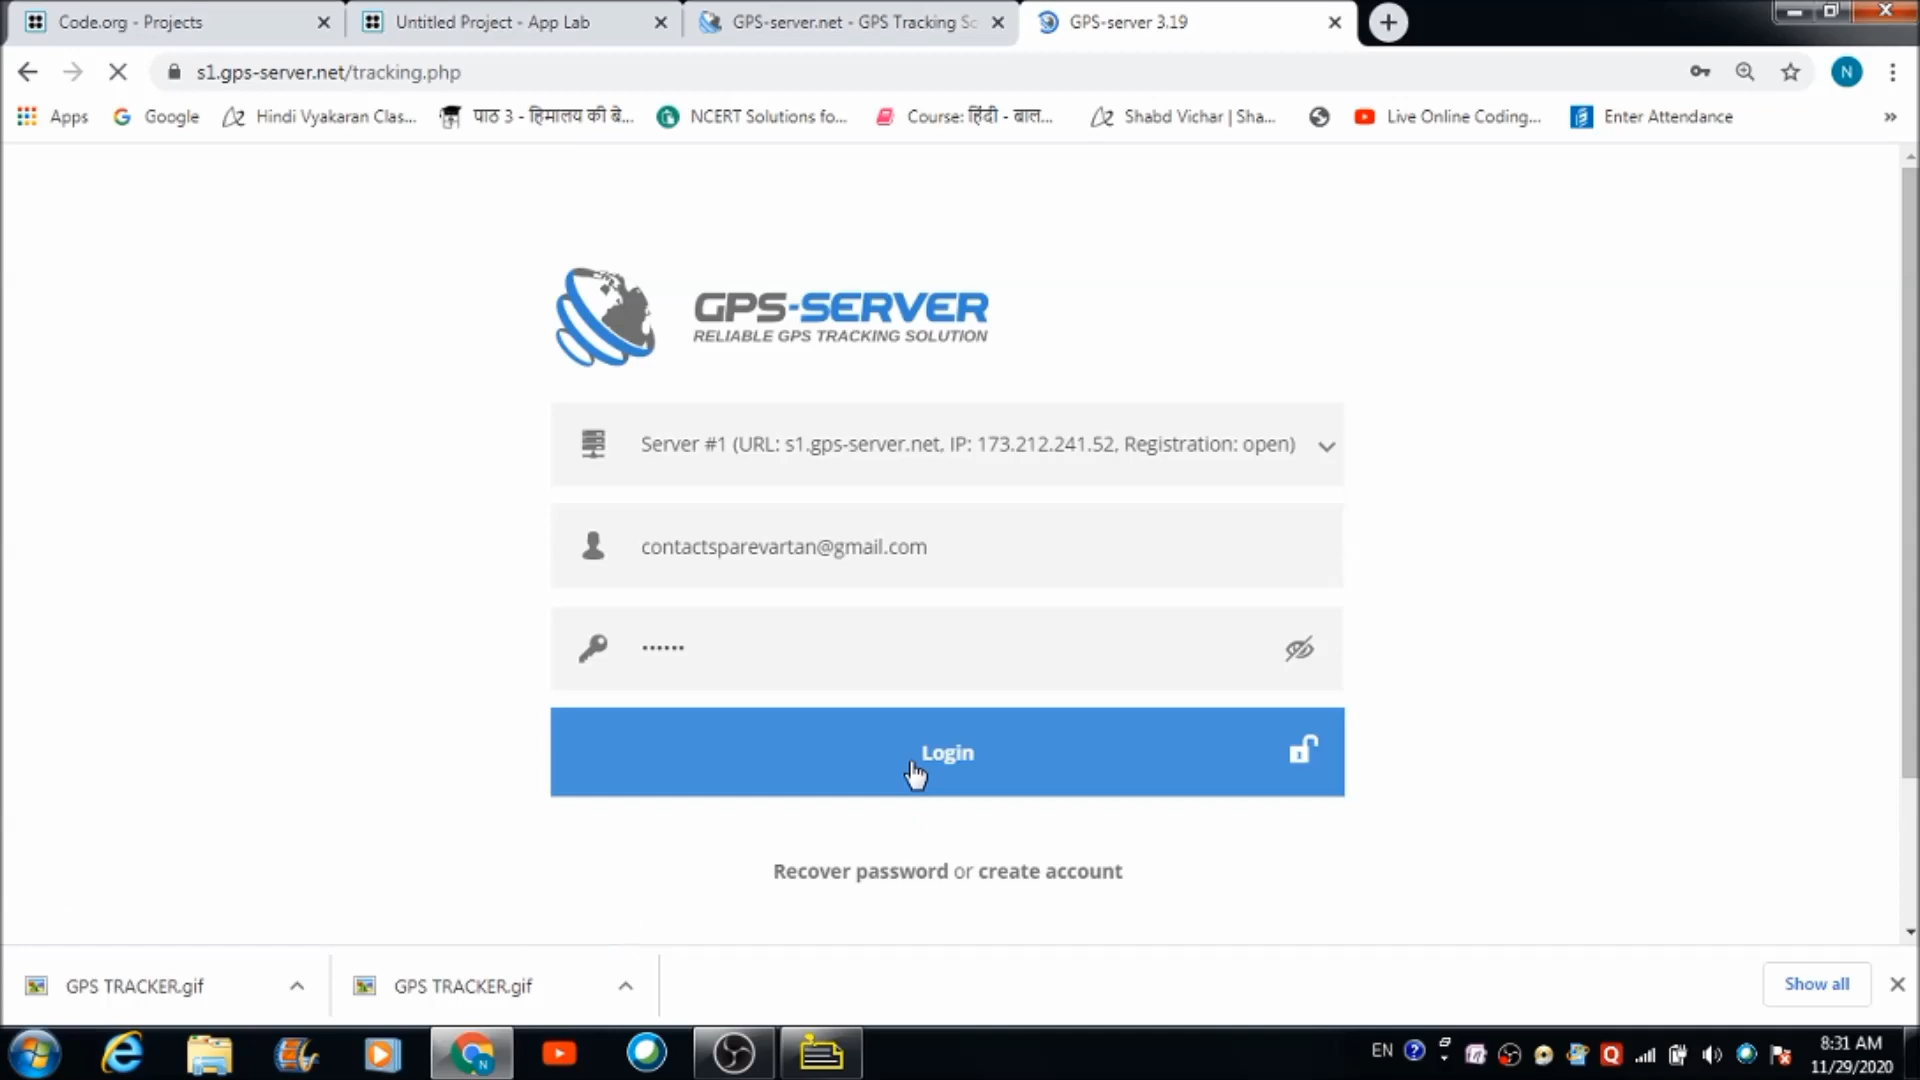 Code.org - Projects
Untitled Project - App Lab
GPS-server.net - GPS Tracking Sc
GPS-server 3.19
s1.gps-server.net/tracking.php
N
Apps
Google
Hindi Vyakaran Clas...
पाठ 3 - हिमालय की बे...
NCERT Solutions fo...
Course: हिंदी - बाल...
Shabd Vichar | Sha...
Live Online Coding...
Enter Attendance
GPS-SERVER
RELIABLE GPS TRACKING SOLUTION
Server #1 (URL: s1.gps-server.net, IP: 173.212.241.52, Registration: open)
contactsparevartan@gmail.com
••••••
Login
Recover password or create account
GPS TRACKER.gif
GPS TRACKER.gif
Show all
EN
8:31 AM
11/29/2020